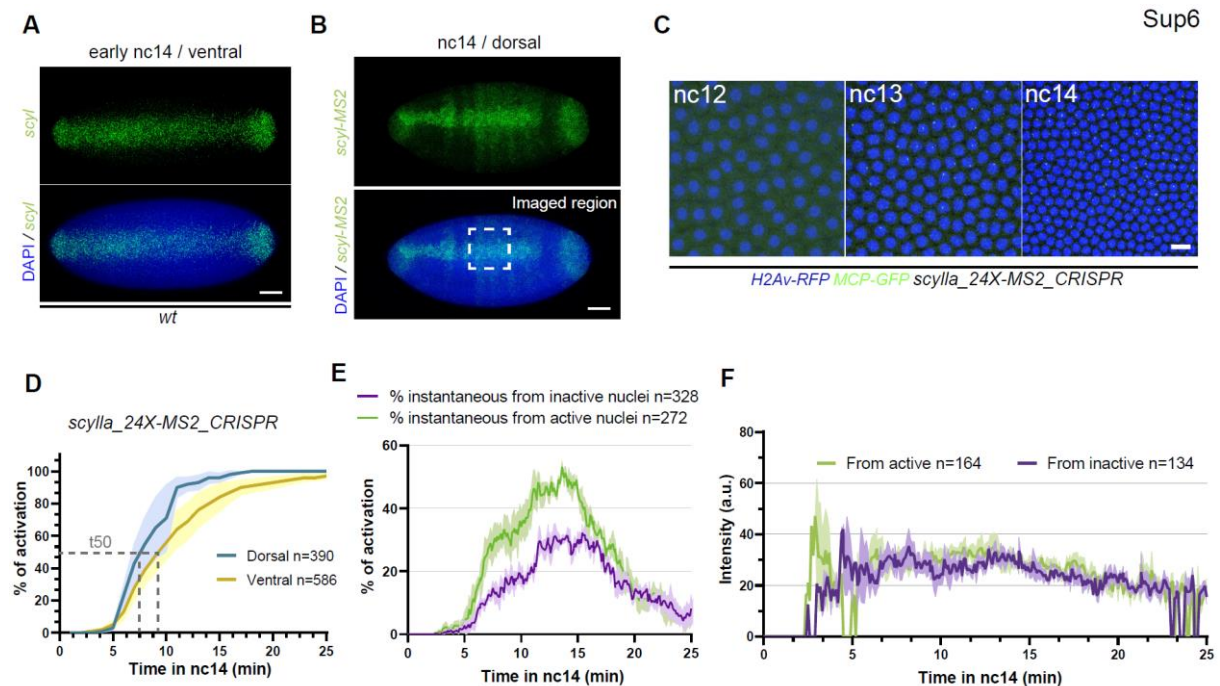 Sup6
A
early nc14 / ventral
scyl
DAPI / scyl
wt
B
nc14 / dorsal
scyl-MS2
DAPI / scyl-MS2
Imaged region
C
nc12
nc13
nc14
H2Av-RFP MCP-GFP scylla_24X-MS2_CRISPR
D
scylla_24X-MS2_CRISPR
% of activation
100
80
60
40
20
0
t50
Dorsal n=390
Ventral n=586
0 5 10 15 20 25
Time in nc14 (min)
E
% instantaneous from inactive nuclei n=328
% instantaneous from active nuclei n=272
% of activation
60
40
20
0
0 5 10 15 20 25
Time in nc14 (min)
F
Intensity (a.u.)
80
60
40
20
0
From active n=164 From inactive n=134
0 5 10 15 20 25
Time in nc14 (min)